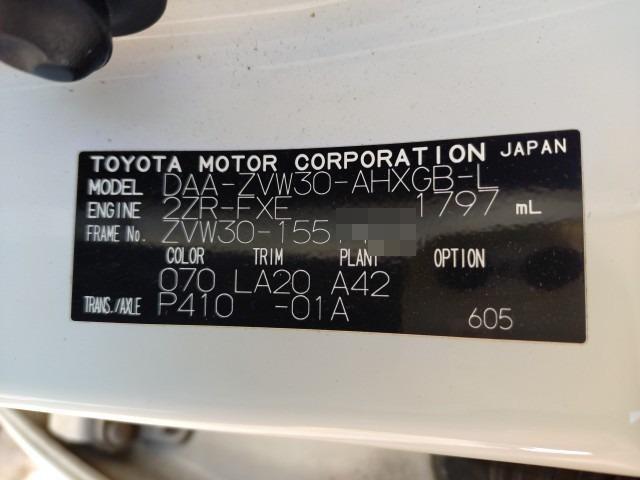 TOYOTA MOTOR CORPORATION JAPAN
MODEL DAA-ZVW30-AHXGB-L
ENGINE 2ZR-FXE 1797 mL
FRAME No. ZVW30-155
COLOR TRIM PLANT OPTION
070 LA20 A42
TRANS./AXLE P410 -01A 605